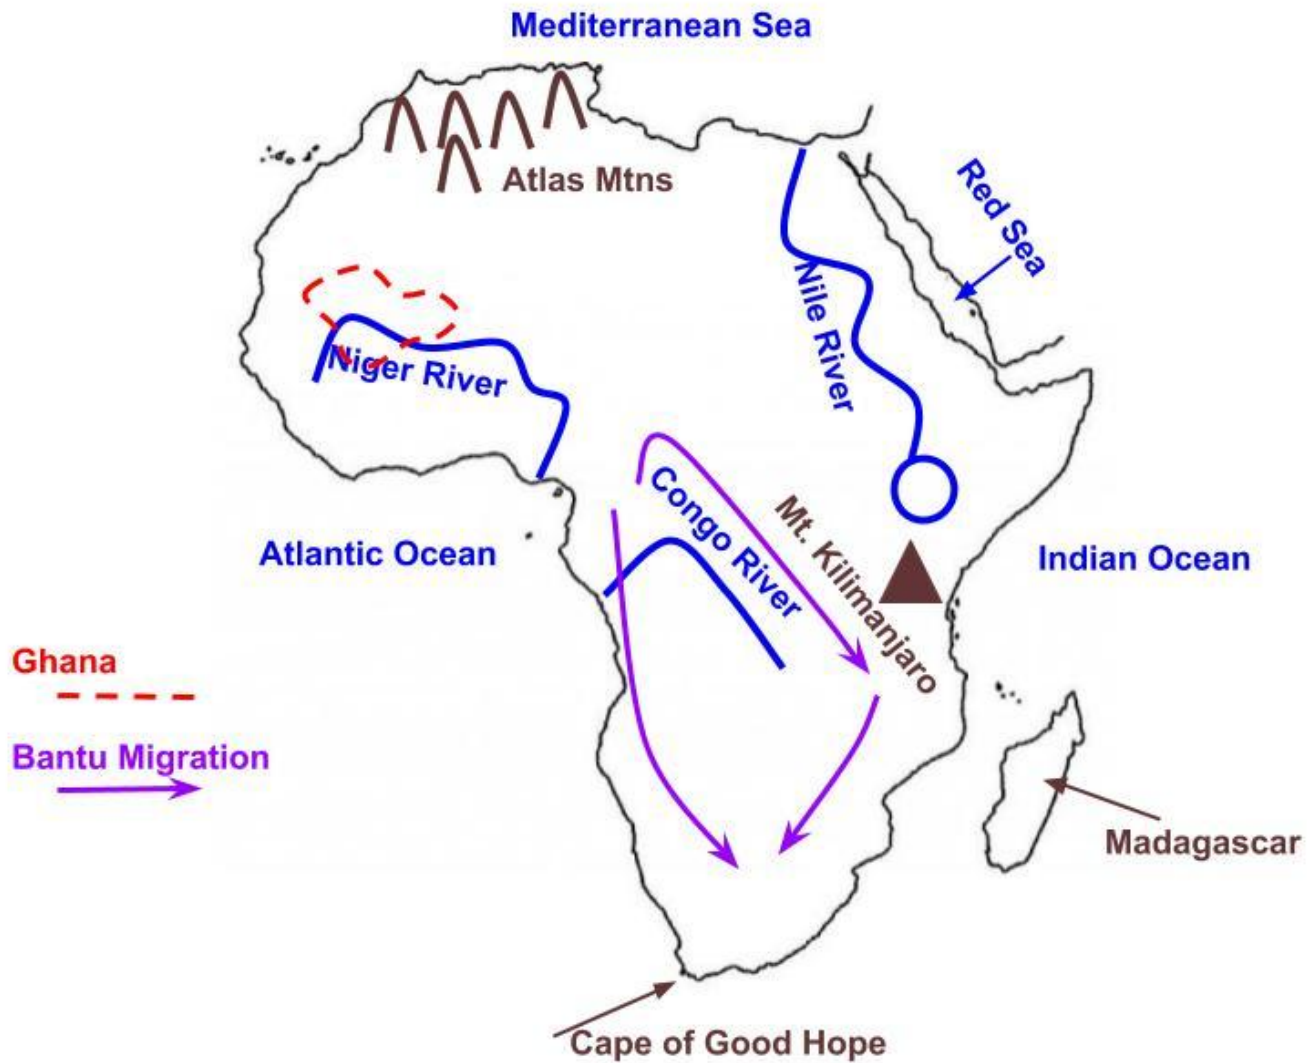 Mediterranean Sea
Atlas Mtns
Red Sea
Nile River
Niger River
Congo River
Mt. Kilimanjaro
Atlantic Ocean
Indian Ocean
Ghana
Bantu Migration
Madagascar
Cape of Good Hope